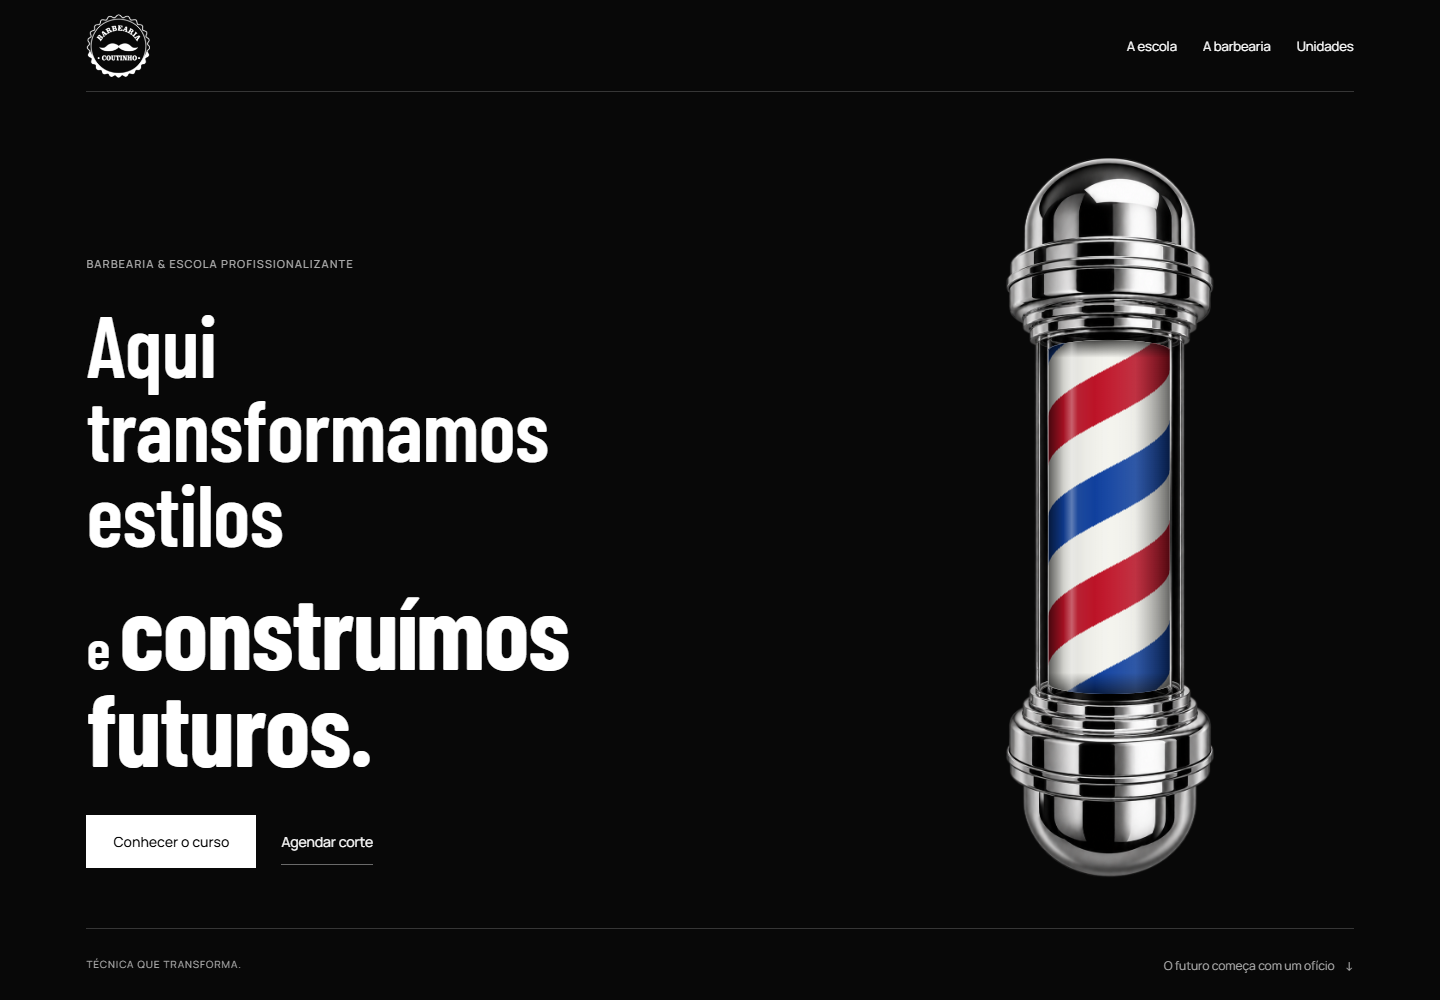 BARBEARIA
COUTINHO
A escola
A barbearia
Unidades
BARBEARIA & ESCOLA PROFISSIONALIZANTE
Aqui
transformamos
estilos
e construímos
futuros.
Conhecer o curso
Agendar corte
TÉCNICA QUE TRANSFORMA.
O futuro começa com um ofício ↓